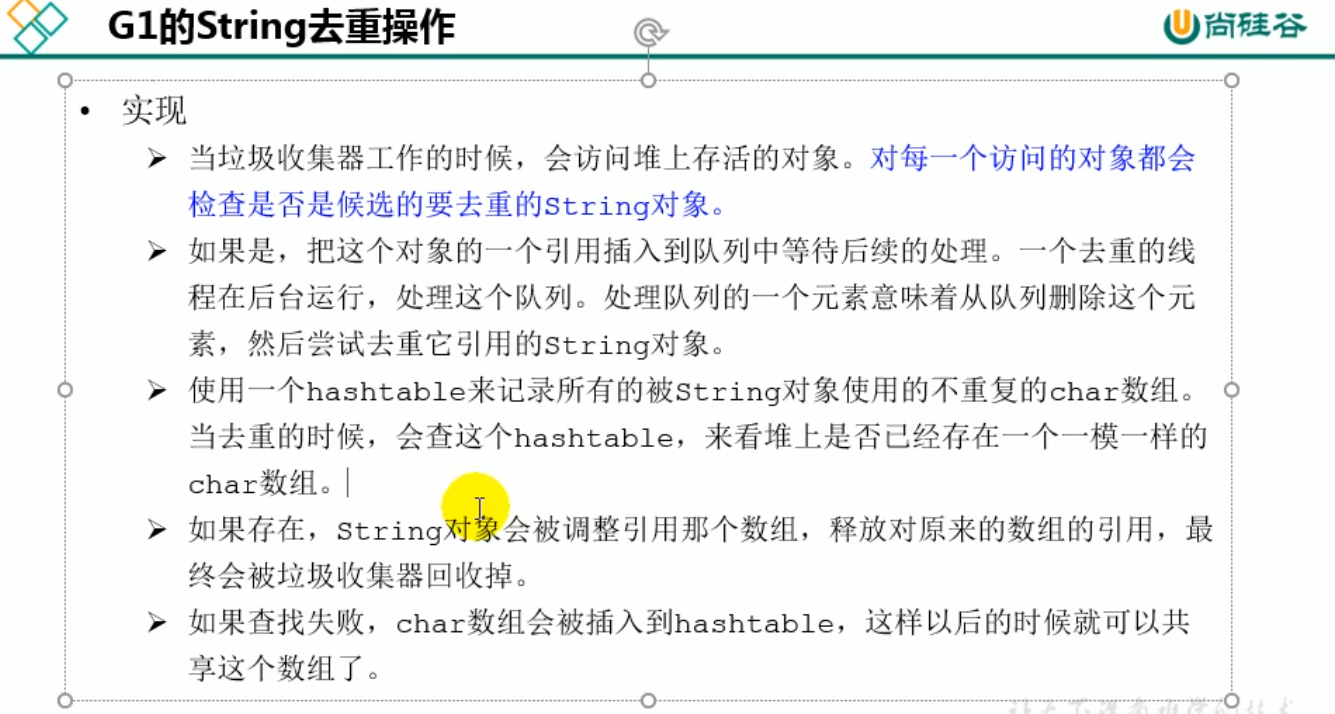 G1的String去重操作
尚硅谷
• 实现
➢ 当垃圾收集器工作的时候，会访问堆上存活的对象。对每一个访问的对象都会
检查是否是候选的要去重的String对象。
➢ 如果是，把这个对象的一个引用插入到队列中等待后续的处理。一个去重的线
程在后台运行，处理这个队列。处理队列的一个元素意味着从队列删除这个元
素，然后尝试去重它引用的String对象。
➢ 使用一个hashtable来记录所有的被String对象使用的不重复的char数组。
当去重的时候，会查这个hashtable，来看堆上是否已经存在一个一模一样的
char数组。
➢ 如果存在，String对象会被调整引用那个数组，释放对原来的数组的引用，最
终会被垃圾收集器回收掉。
➢ 如果查找失败，char数组会被插入到hashtable，这样以后的时候就可以共
享这个数组了。